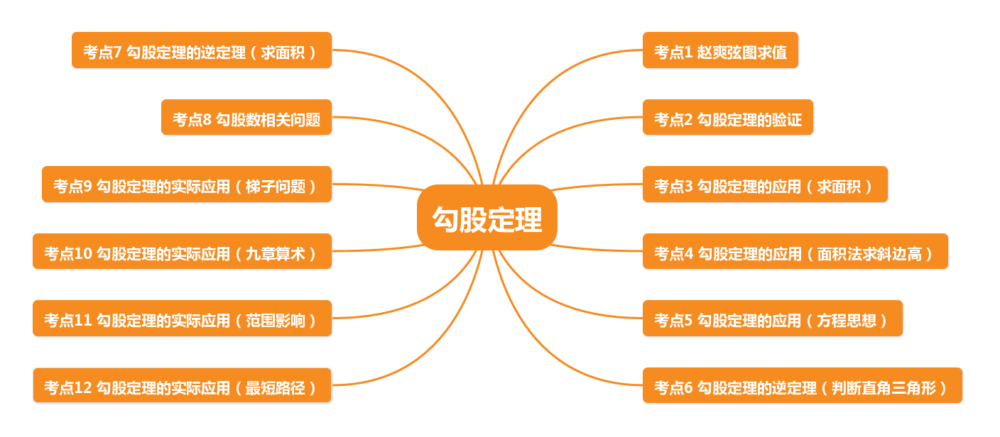 勾股定理
考点1 赵爽弦图求值
考点2 勾股定理的验证
考点3 勾股定理的应用（求面积）
考点4 勾股定理的应用（面积法求斜边高）
考点5 勾股定理的应用（方程思想）
考点6 勾股定理的逆定理（判断直角三角形）
考点7 勾股定理的逆定理（求面积）
考点8 勾股数相关问题
考点9 勾股定理的实际应用（梯子问题）
考点10 勾股定理的实际应用（九章算术）
考点11 勾股定理的实际应用（范围影响）
考点12 勾股定理的实际应用（最短路径）